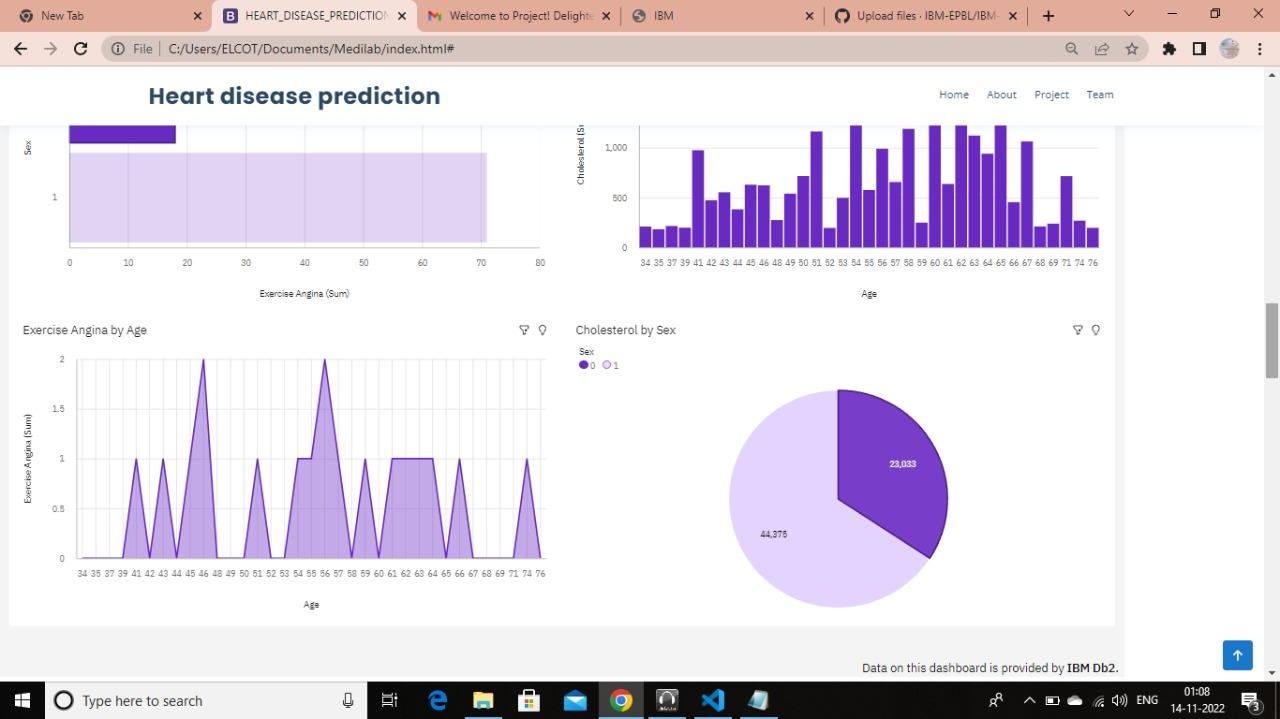 New Tab
HEART_DISEASE_PREDICTION
Welcome to Project! Delighte
IBM
Upload files · IBM-EPBL/IBM-
File
C:/Users/ELCOT/Documents/Medilab/index.html#
Heart disease prediction
Home About Project Team
Sex
1
0 10 20 30 40 50 60 70 80
Exercise Angina (Sum)
1,000
500
0
34 35 37 39 41 42 43 44 45 46 48 49 50 51 52 53 54 55 56 57 58 59 60 61 62 63 64 65 66 67 68 69 71 74 76
Age
Exercise Angina by Age
2
1.5
1
0.5
0
Exercise Angina (Sum)
34 35 37 39 41 42 43 44 45 46 48 49 50 51 52 53 54 55 56 57 58 59 60 61 62 63 64 65 66 67 68 69 71 74 76
Age
Cholesterol by Sex
Sex
0 1
23,033
44,375
Data on this dashboard is provided by IBM Db2.
Type here to search
ENG
01:08
14-11-2022
3